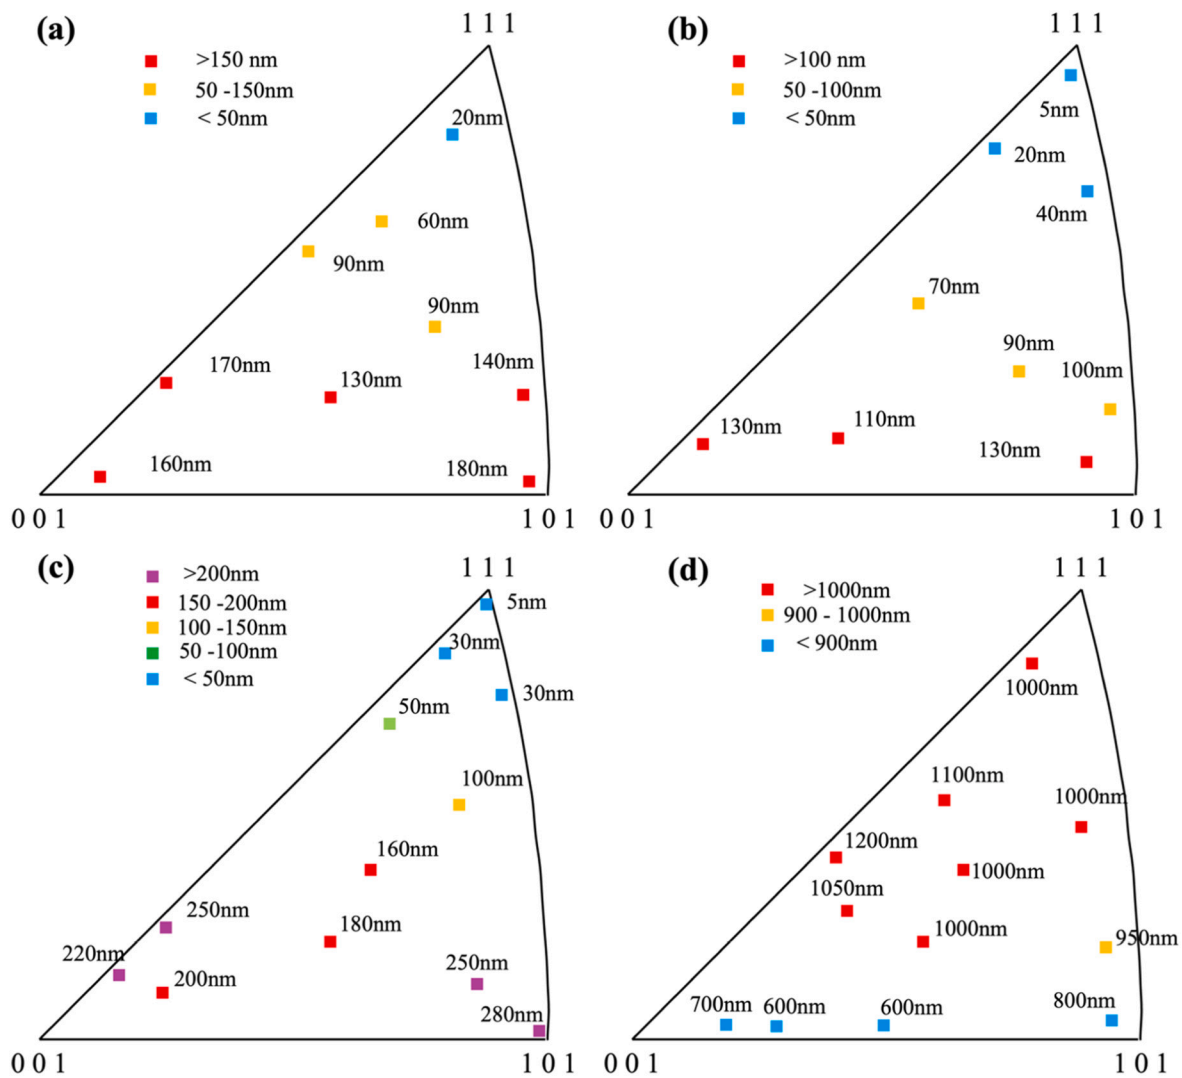 (a)
1 1 1
>150 nm
50 -150nm
< 50nm
20nm
60nm
90nm
90nm
170nm
130nm
140nm
160nm
180nm
0 0 1
1 0 1
(b)
1 1 1
>100 nm
50 -100nm
< 50nm
5nm
20nm
40nm
70nm
90nm
100nm
130nm
110nm
130nm
0 0 1
1 0 1
(c)
1 1 1
>200nm
150 -200nm
100 -150nm
50 -100nm
< 50nm
5nm
30nm
30nm
50nm
100nm
160nm
250nm
180nm
220nm
200nm
250nm
280nm
0 0 1
1 0 1
(d)
1 1 1
>1000nm
900 - 1000nm
< 900nm
1000nm
1100nm
1000nm
1200nm
1000nm
1050nm
1000nm
950nm
700nm
600nm
600nm
800nm
0 0 1
1 0 1